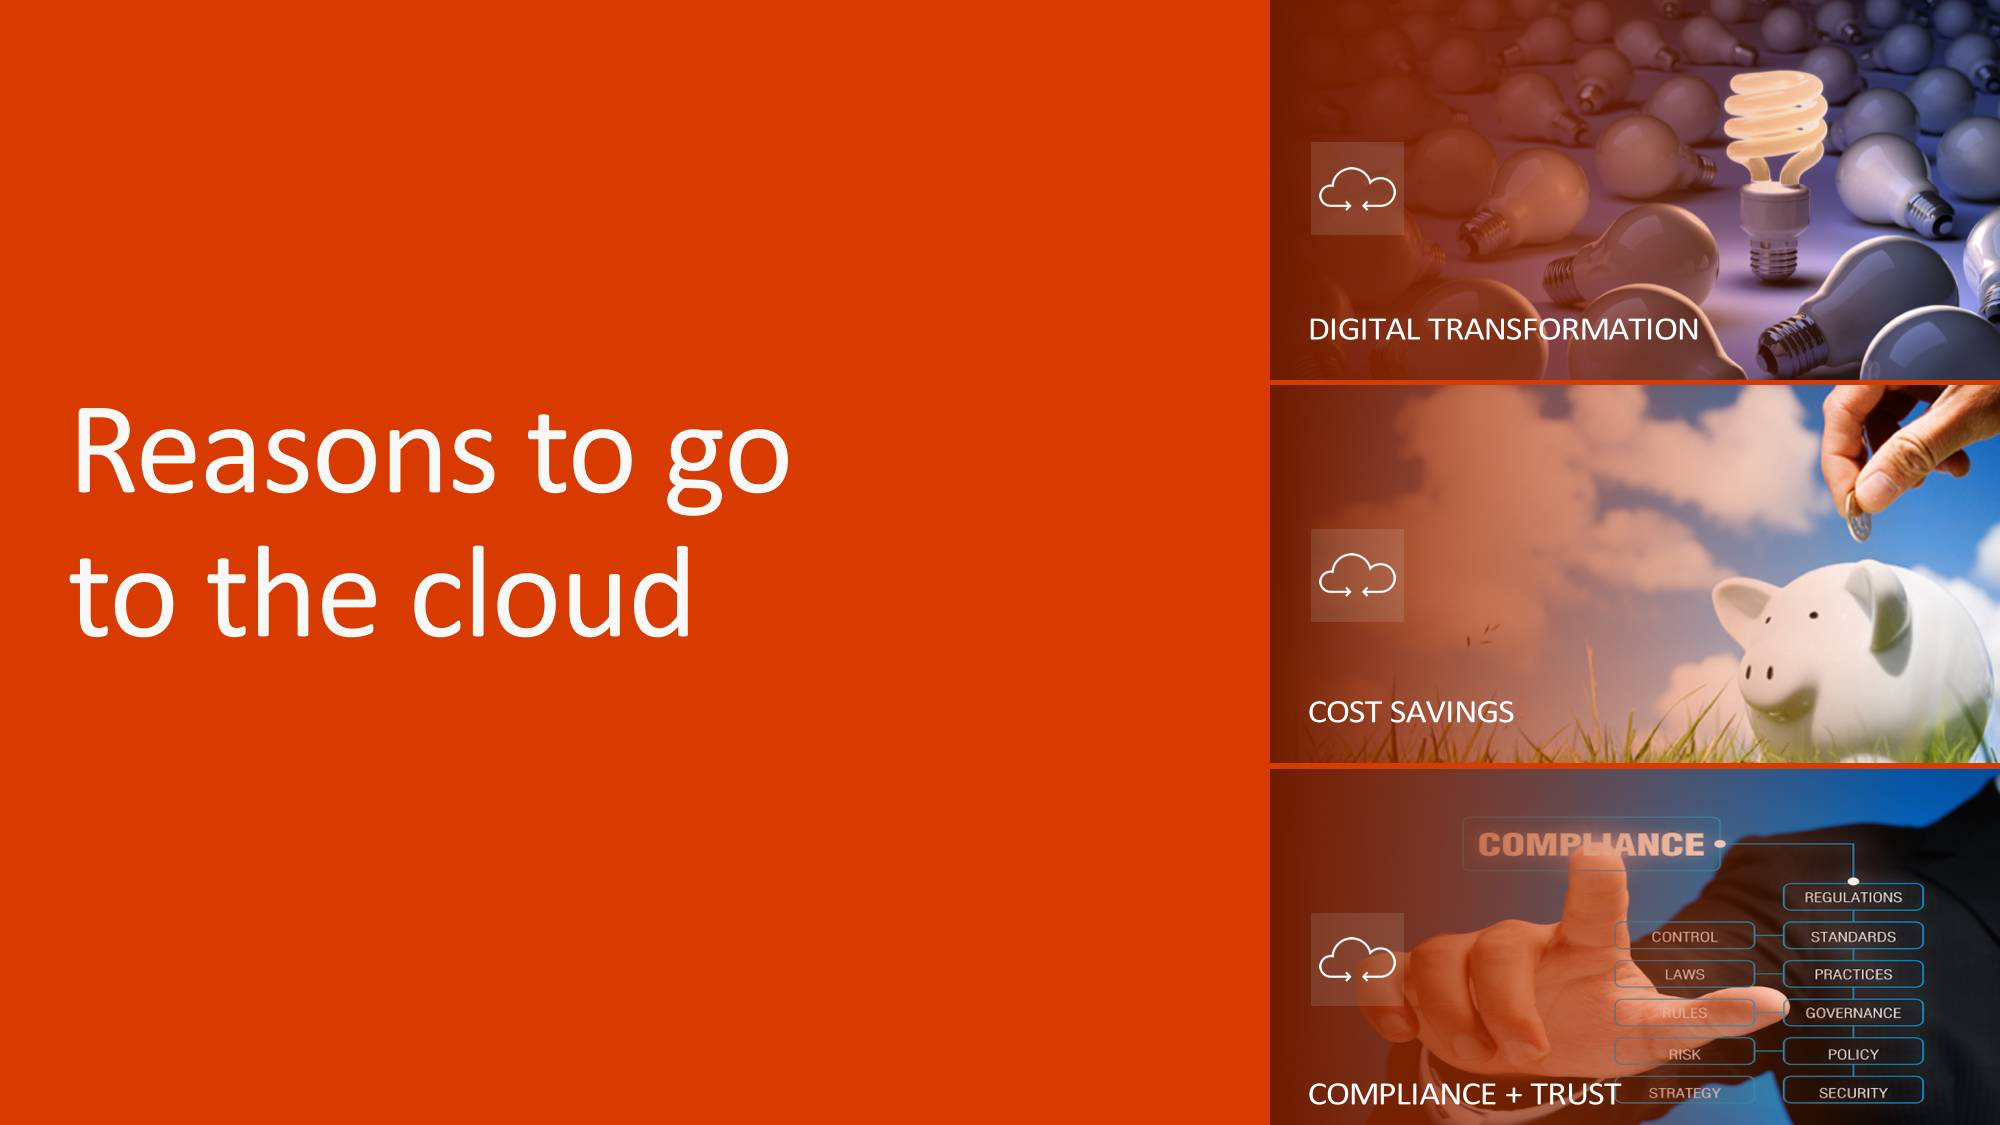 Reasons to go
to the cloud
DIGITAL TRANSFORMATION
COST SAVINGS
COMPLIANCE
REGULATIONS
CONTROL STANDARDS
LAWS PRACTICES
RULES GOVERNANCE
RISK POLICY
STRATEGY SECURITY
COMPLIANCE + TRUST